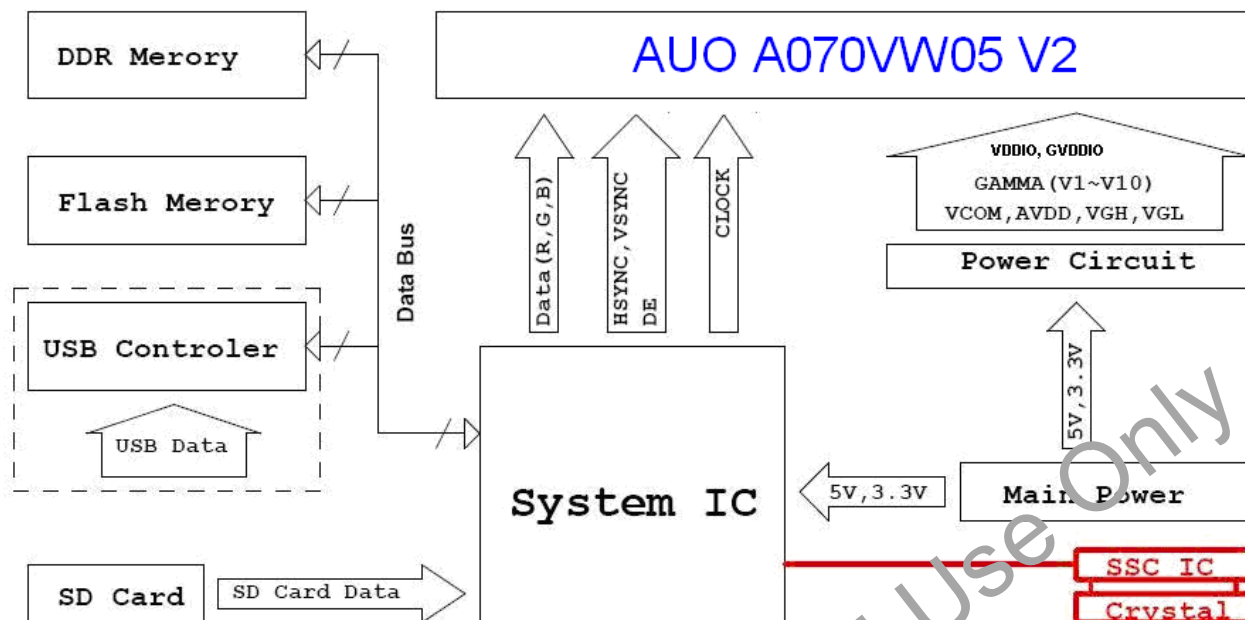 DDR Merory
AUO A070VW05 V2
Flash Merory
Data Bus
Data(R,G,B)
HSYNC,VSYNC
DE
CLOCK
VDDIO, GVDDIO
GAMMA(V1~V10)
VCOM,AVDD,VGH,VGL
Power Circuit
USB Controler
USB Data
5V,3.3V
System IC
5V,3.3V
Main Power
SD Card
SD Card Data
SSC IC
Crystal
Use Only